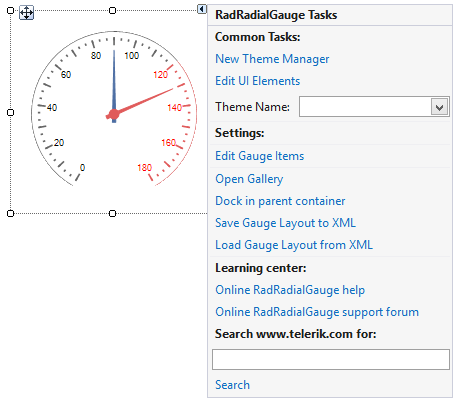 0
20
40
60
80
100
120
140
160
180
RadRadialGauge Tasks
Common Tasks:
New Theme Manager
Edit UI Elements
Theme Name:
Settings:
Edit Gauge Items
Open Gallery
Dock in parent container
Save Gauge Layout to XML
Load Gauge Layout from XML
Learning center:
Online RadRadialGauge help
Online RadRadialGauge support forum
Search www.telerik.com for:
Search